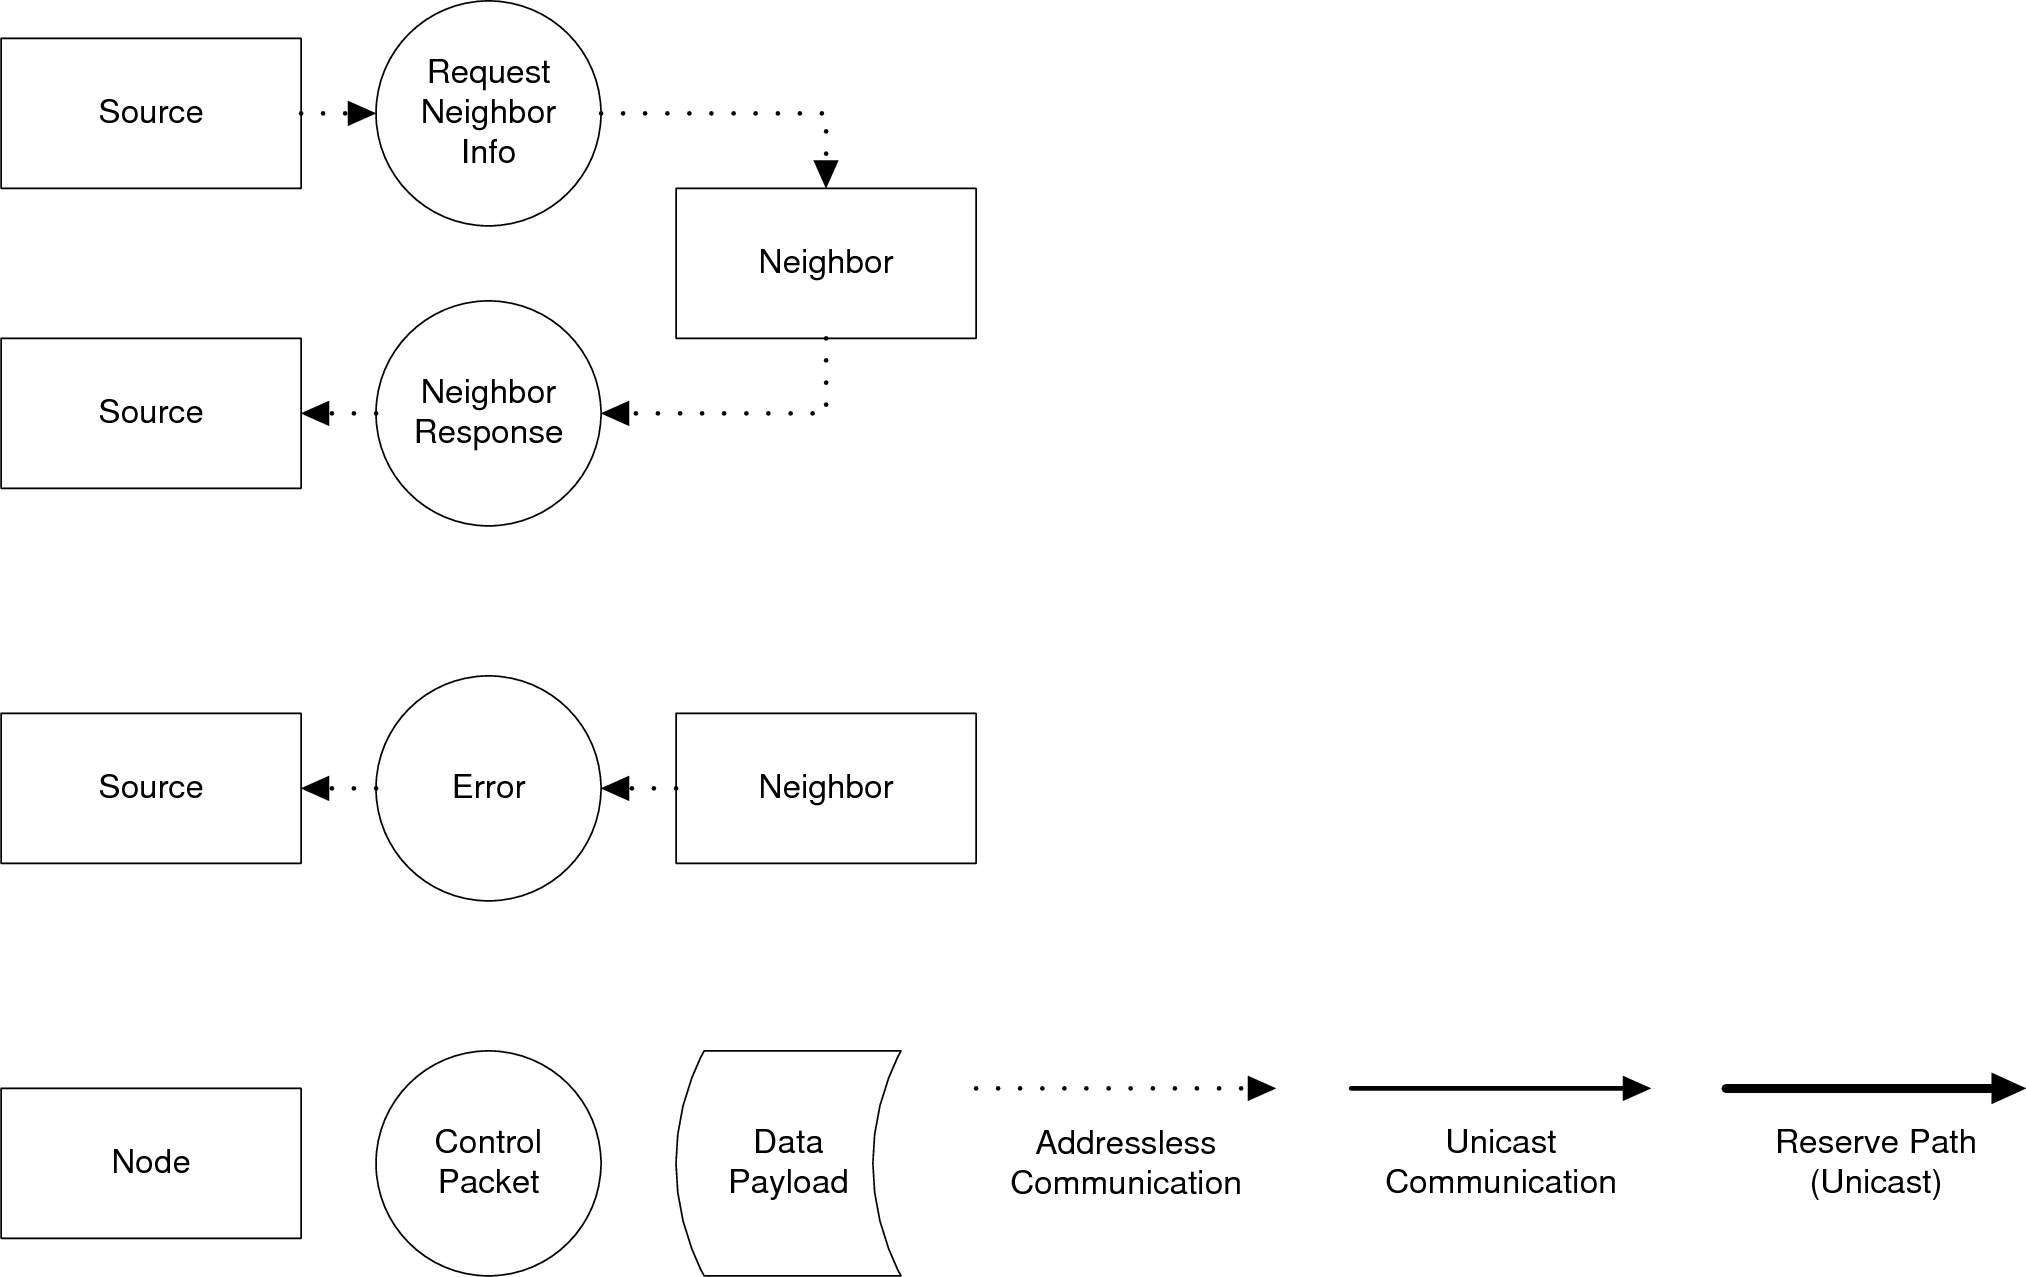 Source
Request
Neighbor
Info
Neighbor
Source
Neighbor
Response
Source
Error
Neighbor
Node
Control
Packet
Data
Payload
Addressless
Communication
Unicast
Communication
Reserve Path
(Unicast)